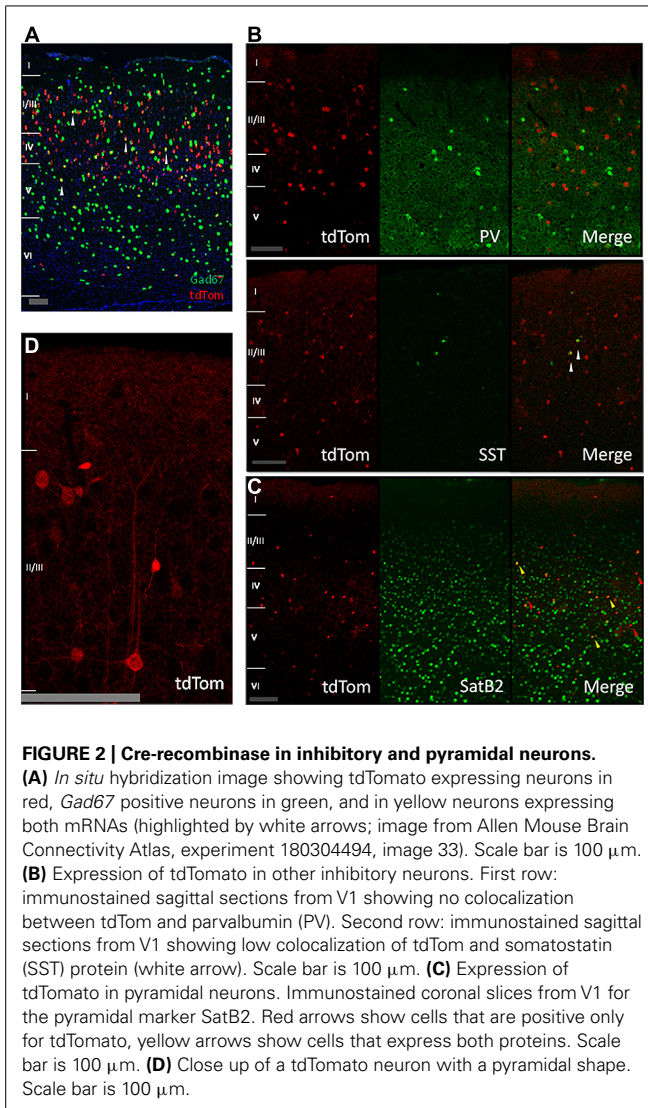 A
I
I/III
IV
V
VI
Gad67
tdTom
B
I
II/III
IV
V
tdTom
PV
Merge
I
II/III
IV
V
tdTom
SST
Merge
C
I
II/III
IV
V
VI
tdTom
SatB2
Merge
D
I
II/III
tdTom
FIGURE 2 | Cre-recombinase in inhibitory and pyramidal neurons.
(A) In situ hybridization image showing tdTomato expressing neurons in
red, Gad67 positive neurons in green, and in yellow neurons expressing
both mRNAs (highlighted by white arrows; image from Allen Mouse Brain
Connectivity Atlas, experiment 180304494, image 33). Scale bar is 100 μm.
(B) Expression of tdTomato in other inhibitory neurons. First row:
immunostained sagittal sections from V1 showing no colocalization
between tdTom and parvalbumin (PV). Second row: immunostained sagittal
sections from V1 showing low colocalization of tdTom and somatostatin
(SST) protein (white arrow). Scale bar is 100 μm. (C) Expression of
tdTomato in pyramidal neurons. Immunostained coronal slices from V1 for
the pyramidal marker SatB2. Red arrows show cells that are positive only
for tdTomato, yellow arrows show cells that express both proteins. Scale
bar is 100 μm. (D) Close up of a tdTomato neuron with a pyramidal shape.
Scale bar is 100 μm.